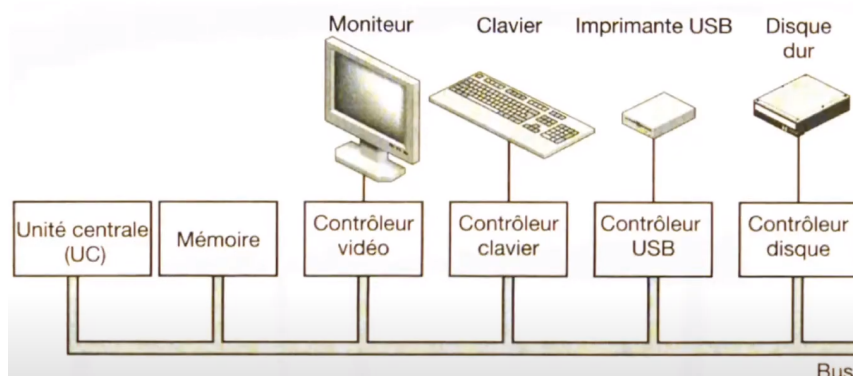 Moniteur
Clavier
Imprimante USB
Disque
dur
Unité centrale
(UC)
Mémoire
Contrôleur
vidéo
Contrôleur
clavier
Contrôleur
USB
Contrôleur
disque
Bus